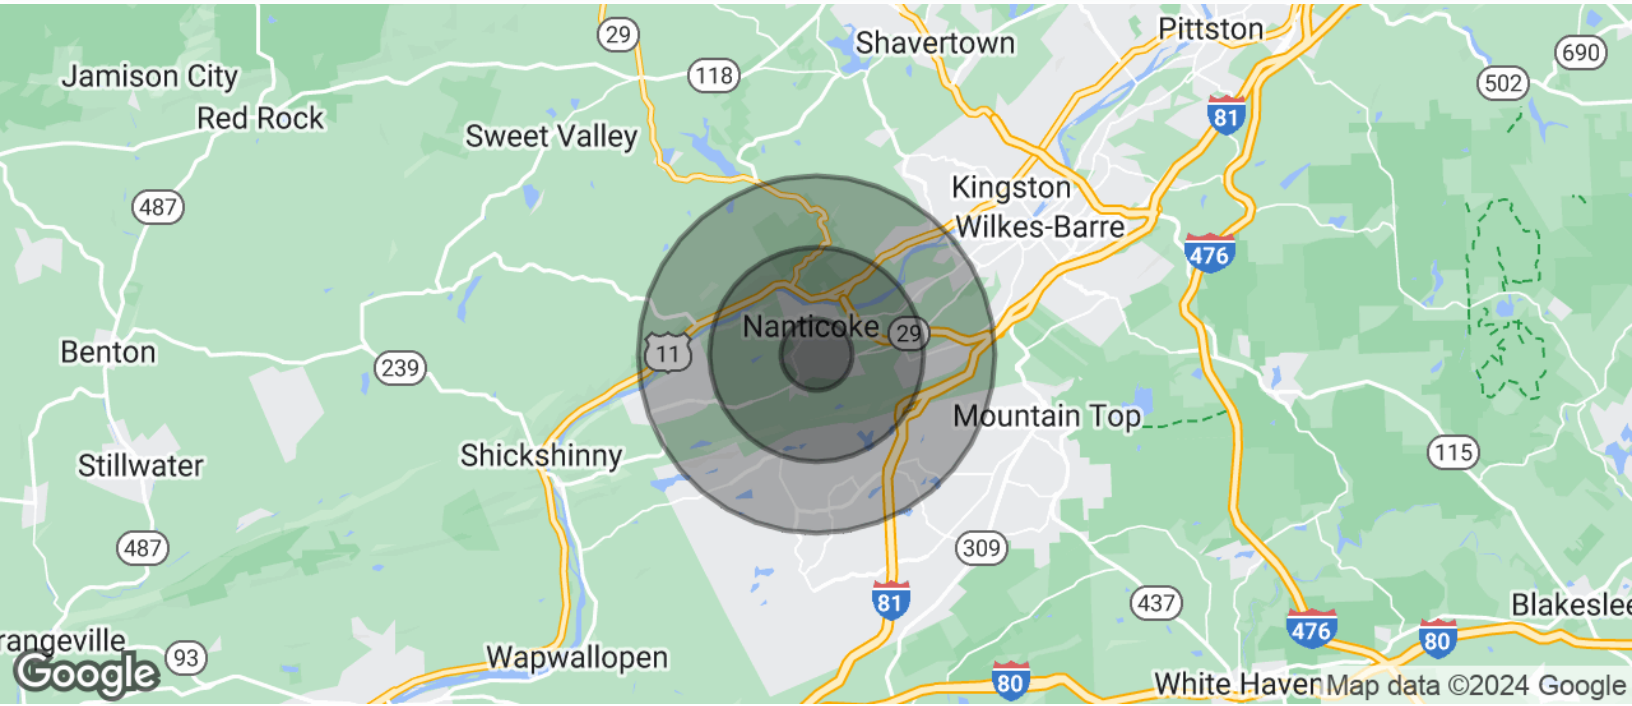 Pittston
29
Shavertown
690
Jamison City
118
502
Red Rock
81
Sweet Valley
Kingston
487
Wilkes-Barre
476
Nanticoke
29
Benton
11
239
Mountain Top
Shickshinny
115
Stillwater
487
309
81
437
Blakeslee
476
rangeville
80
93
Wapwallopen
Google
80
White Haven
Map data ©2024 Google